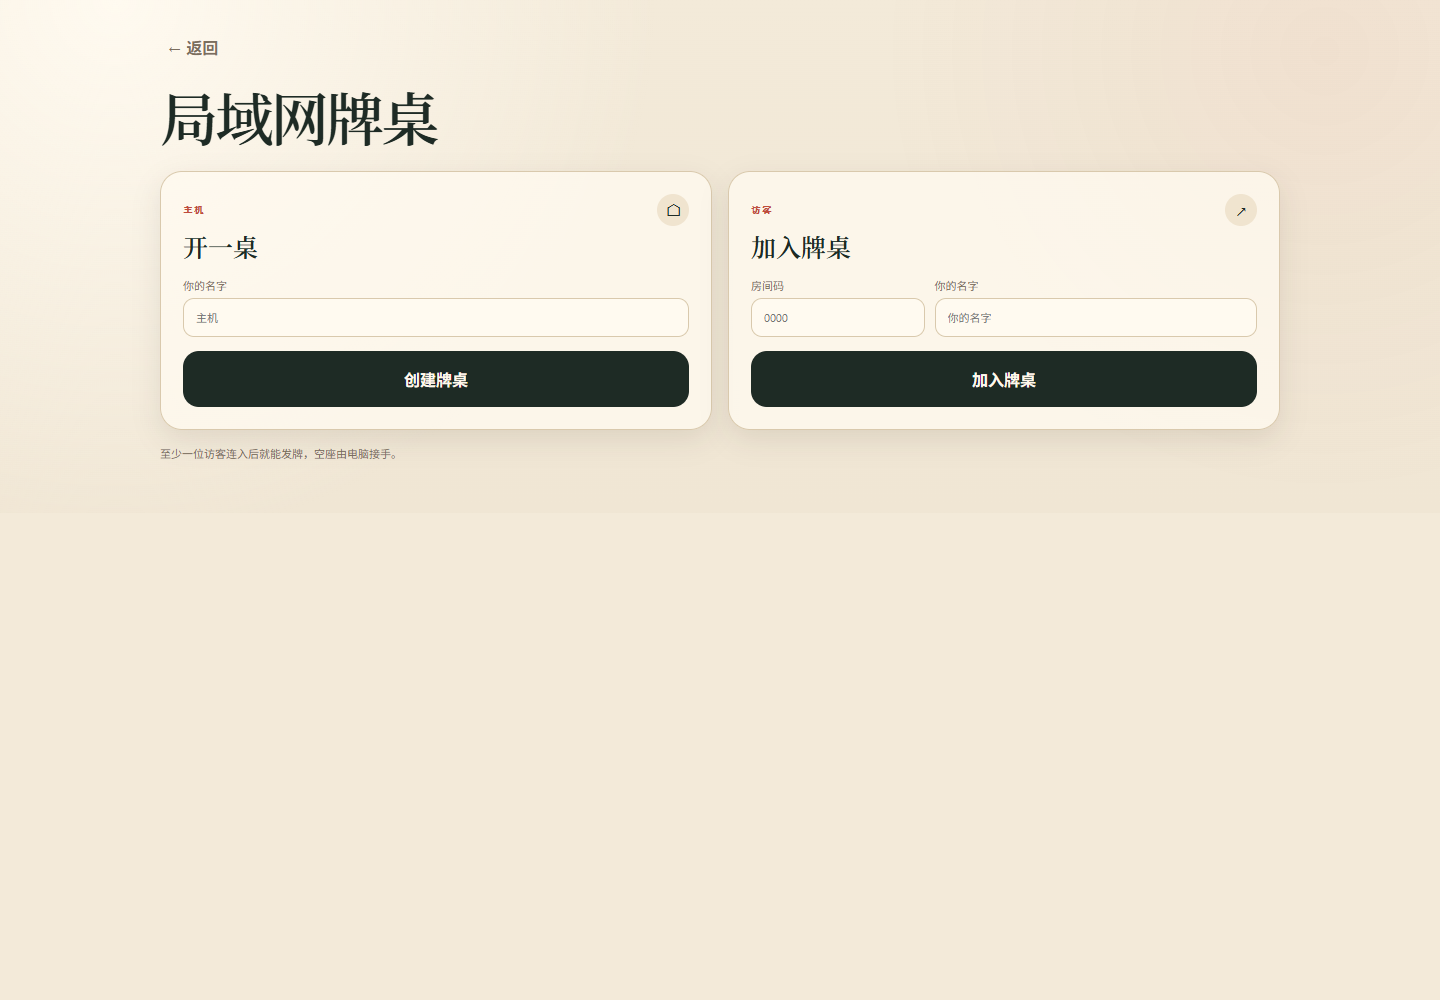 ← 返回
局域网牌桌
主机
开一桌
你的名字
主机
创建牌桌
访客
↗
加入牌桌
房间码
你的名字
0000
你的名字
加入牌桌
至少一位访客连入后就能发牌，空座由电脑接手。